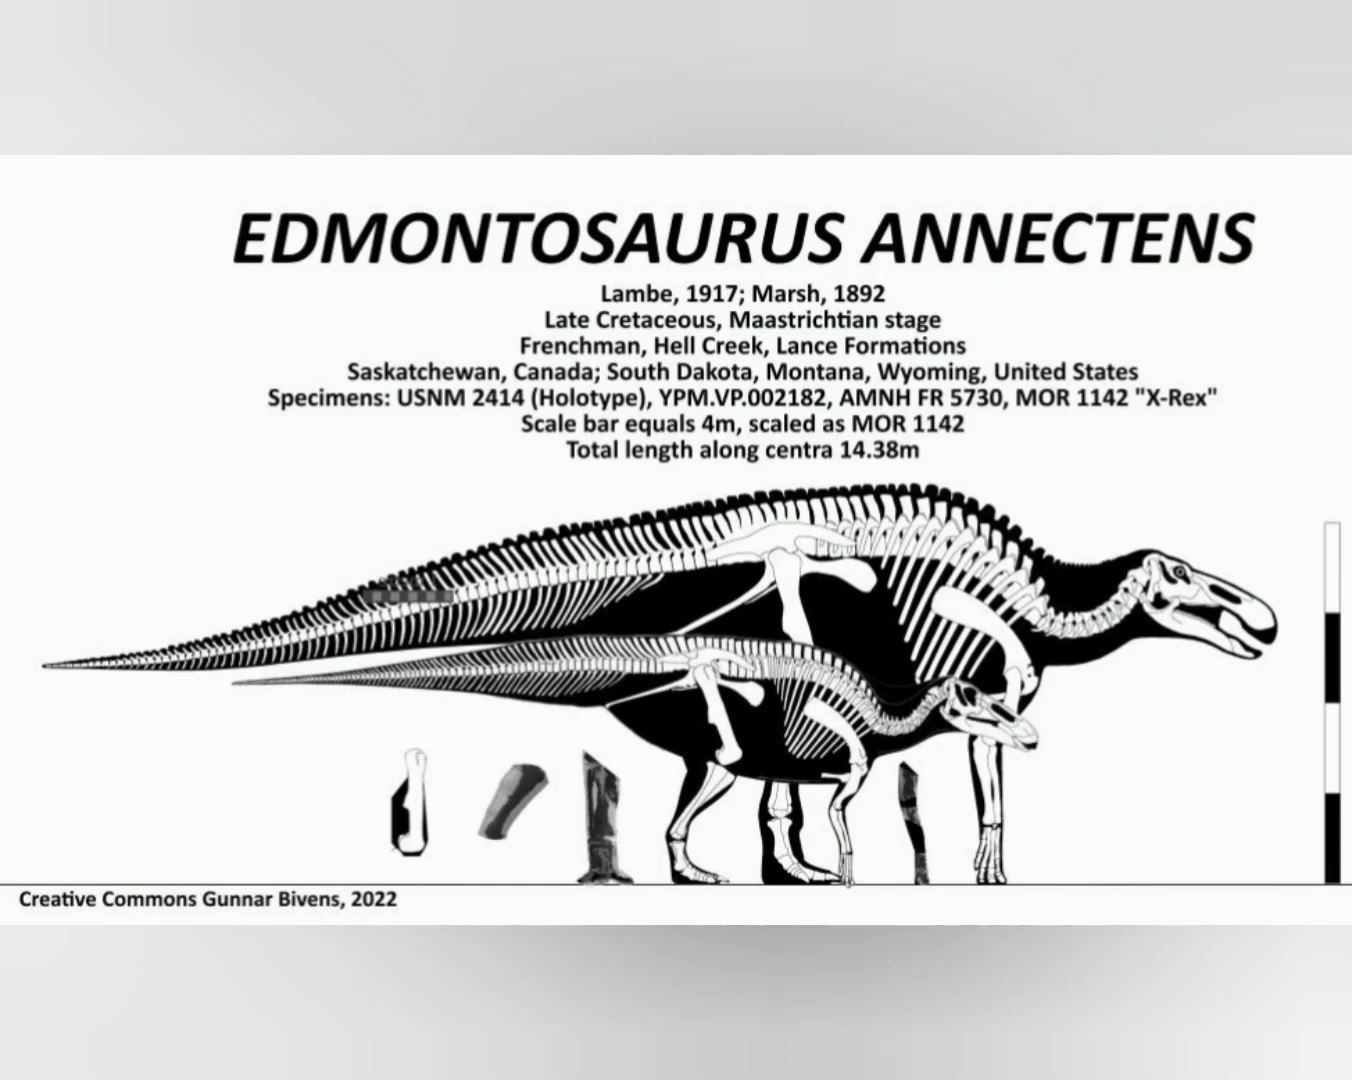 EDMONTOSAURUS ANNECTENS
Lambe, 1917; Marsh, 1892
Late Cretaceous, Maastrichtian stage
Frenchman, Hell Creek, Lance Formations
Saskatchewan, Canada; South Dakota, Montana, Wyoming, United States
Specimens: USNM 2414 (Holotype), YPM.VP.002182, AMNH FR 5730, MOR 1142 "X-Rex"
Scale bar equals 4m, scaled as MOR 1142
Total length along centra 14.38m
Creative Commons Gunnar Bivens, 2022